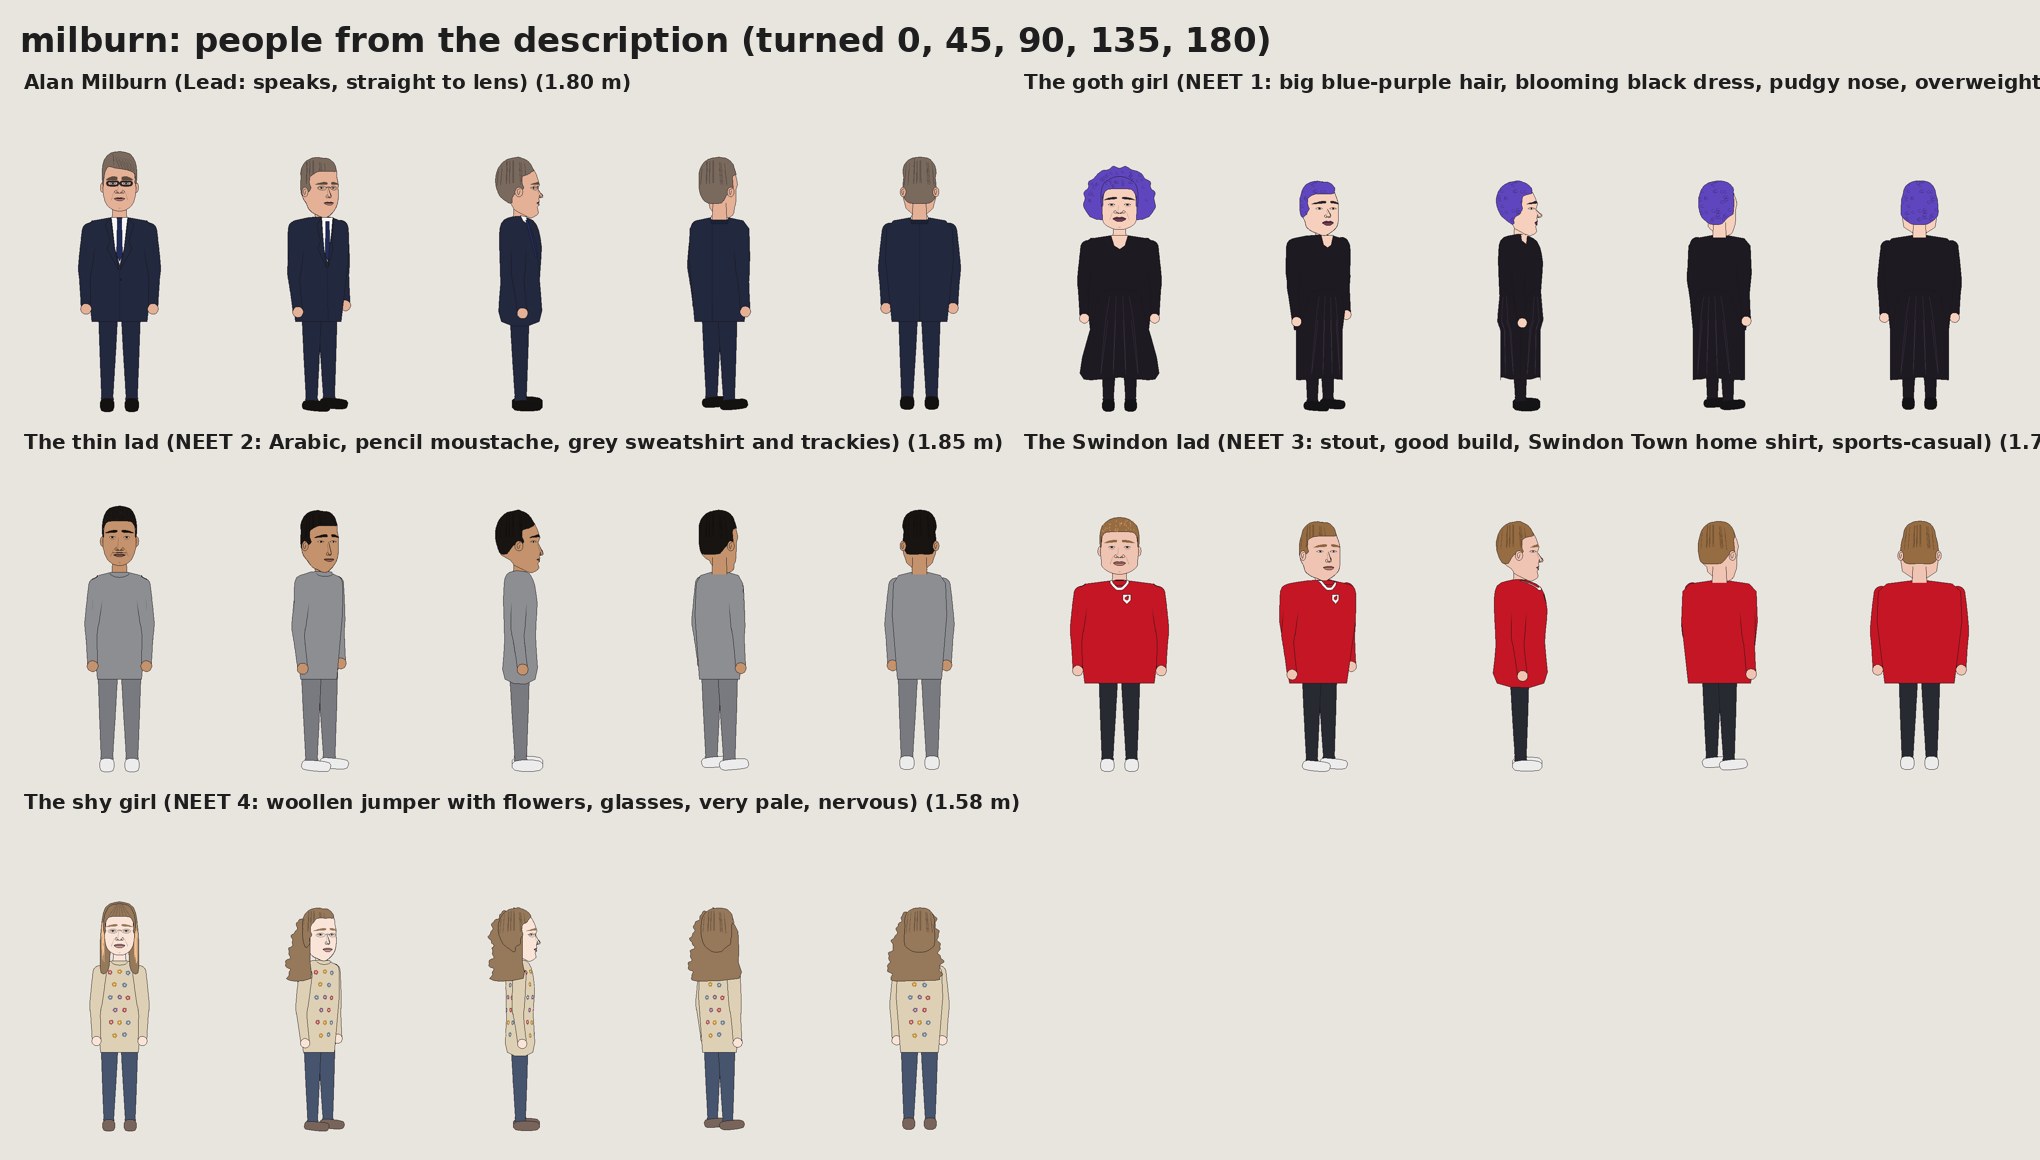 milburn: people from the description (turned 0, 45, 90, 135, 180)
Alan Milburn (Lead: speaks, straight to lens) (1.80 m)
The goth girl (NEET 1: big blue-purple hair, blooming black dress, pudgy nose, overweight
The thin lad (NEET 2: Arabic, pencil moustache, grey sweatshirt and trackies) (1.85 m)
The Swindon lad (NEET 3: stout, good build, Swindon Town home shirt, sports-casual) (1.7
The shy girl (NEET 4: woollen jumper with flowers, glasses, very pale, nervous) (1.58 m)